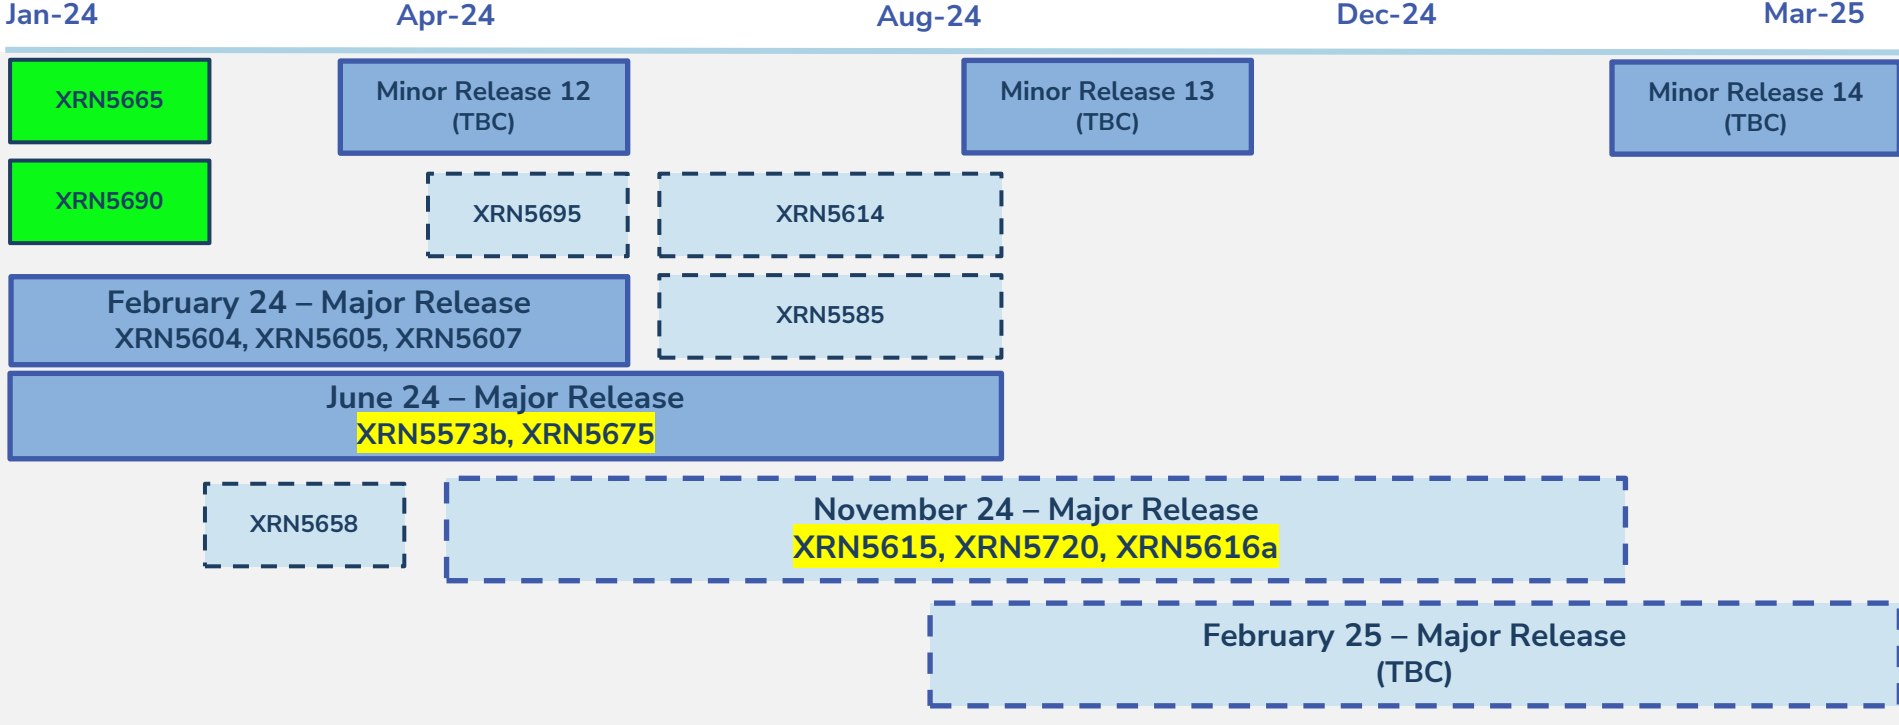 Jan-24
Apr-24
Aug-24
Dec-24
Mar-25
XRN5665
Minor Release 12
(TBC)
Minor Release 13
(TBC)
Minor Release 14
(TBC)
XRN5690
XRN5695
XRN5614
February 24 – Major Release
XRN5604, XRN5605, XRN5607
XRN5585
June 24 – Major Release
XRN5573b, XRN5675
XRN5658
November 24 – Major Release
XRN5615, XRN5720, XRN5616a
February 25 – Major Release
(TBC)